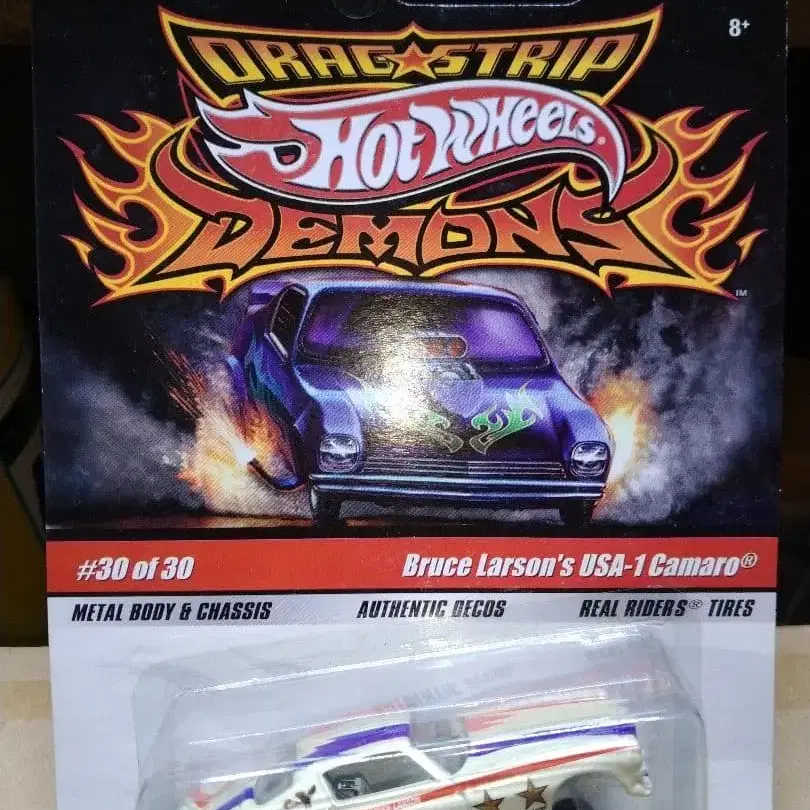 8+
DRAG STRIP
Hot Wheels®
DEMONS
TM
#30 of 30
Bruce Larson's USA-1 Camaro®
METAL BODY & CHASSIS
AUTHENTIC DECOS
REAL RIDERS® TIRES